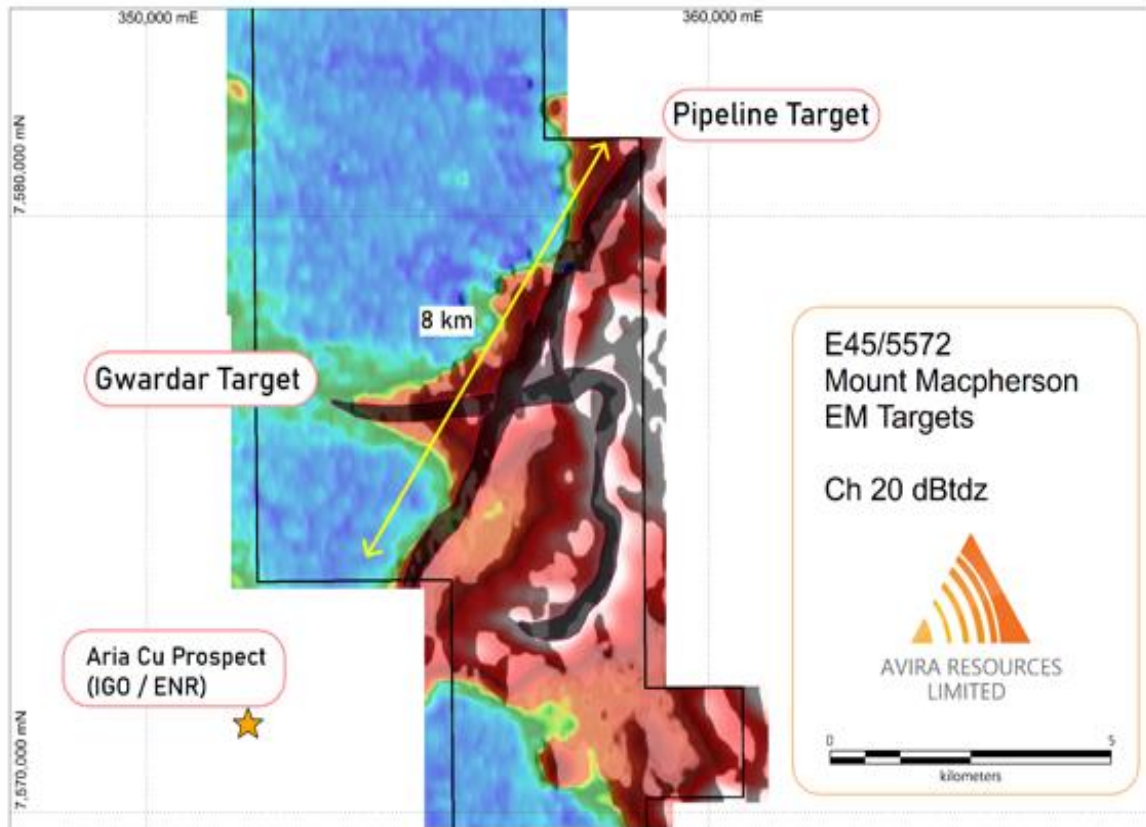 350,000 mE
360,000 mE
Pipeline Target
7,580,000 mN
8 km
Gwardar Target
E45/5572
Mount Macpherson
EM Targets
Ch 20 dBtdz
Aria Cu Prospect
(IGO / ENR)
AVIRA RESOURCES
LIMITED
0
5
kilometers
7,570,000 mN